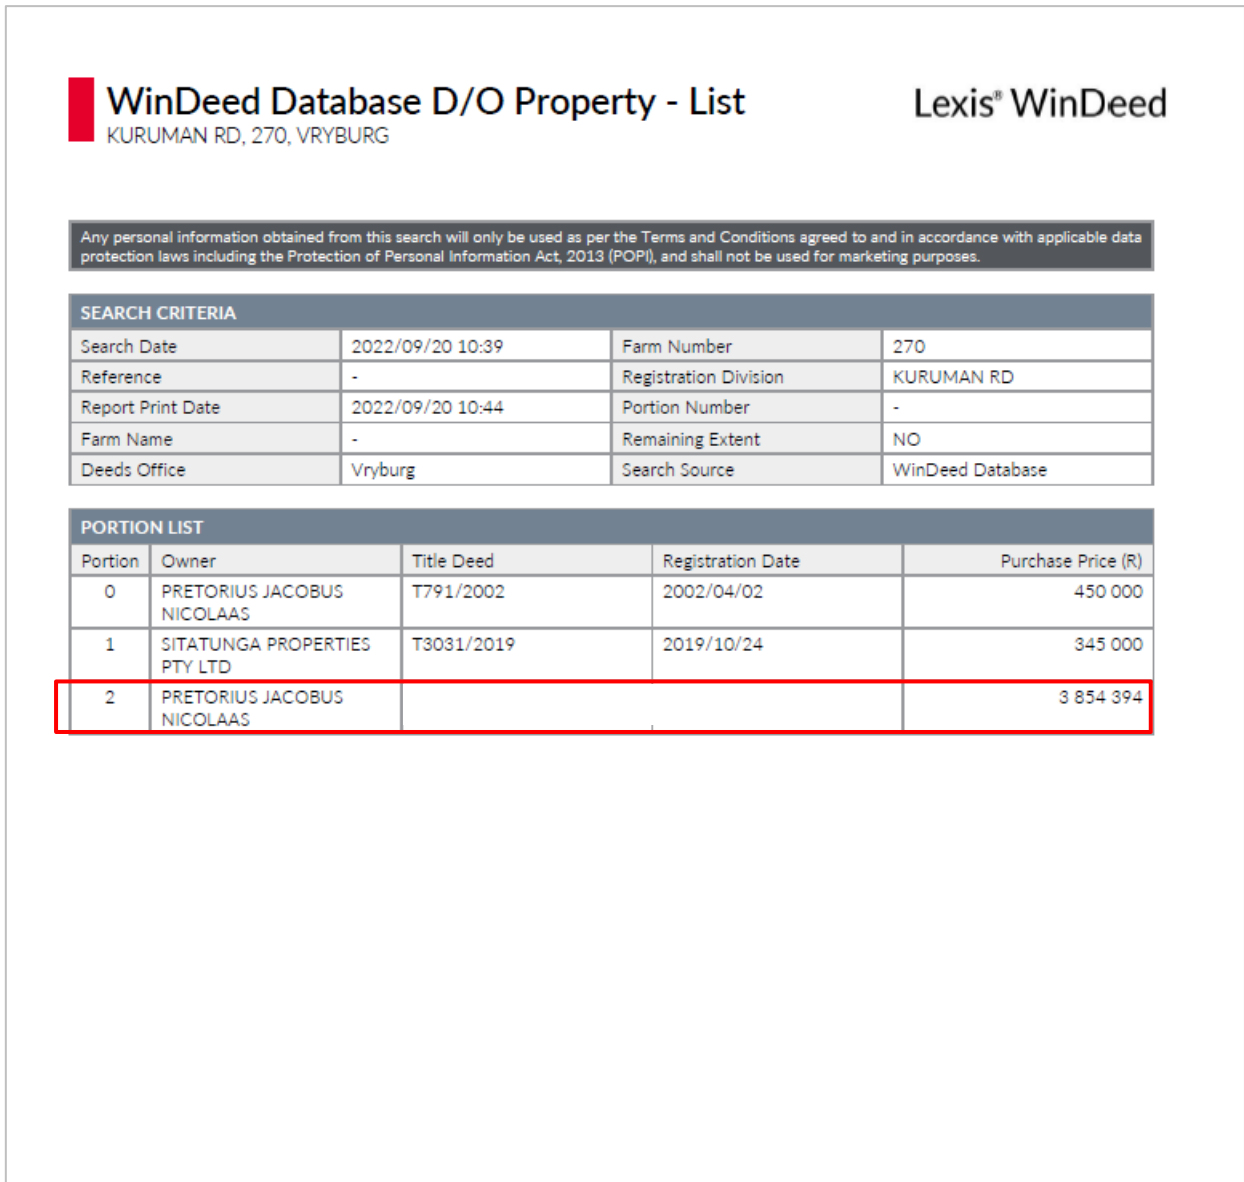 WinDeed Database D/O Property - List
KURUMAN RD, 270, VRYBURG
Lexis® WinDeed
Any personal information obtained from this search will only be used as per the Terms and Conditions agreed to and in accordance with applicable data
protection laws including the Protection of Personal Information Act, 2013 (POPI), and shall not be used for marketing purposes.
SEARCH CRITERIA
Search Date 2022/09/20 10:39 Farm Number 270
Reference - Registration Division KURUMAN RD
Report Print Date 2022/09/20 10:44 Portion Number -
Farm Name - Remaining Extent NO
Deeds Office Vryburg Search Source WinDeed Database
PORTION LIST
Portion Owner Title Deed Registration Date Purchase Price (R)
0 PRETORIUS JACOBUS T791/2002 2002/04/02 450 000
NICOLAAS
1 SITATUNGA PROPERTIES T3031/2019 2019/10/24 345 000
PTY LTD
2 PRETORIUS JACOBUS 3 854 394
NICOLAAS